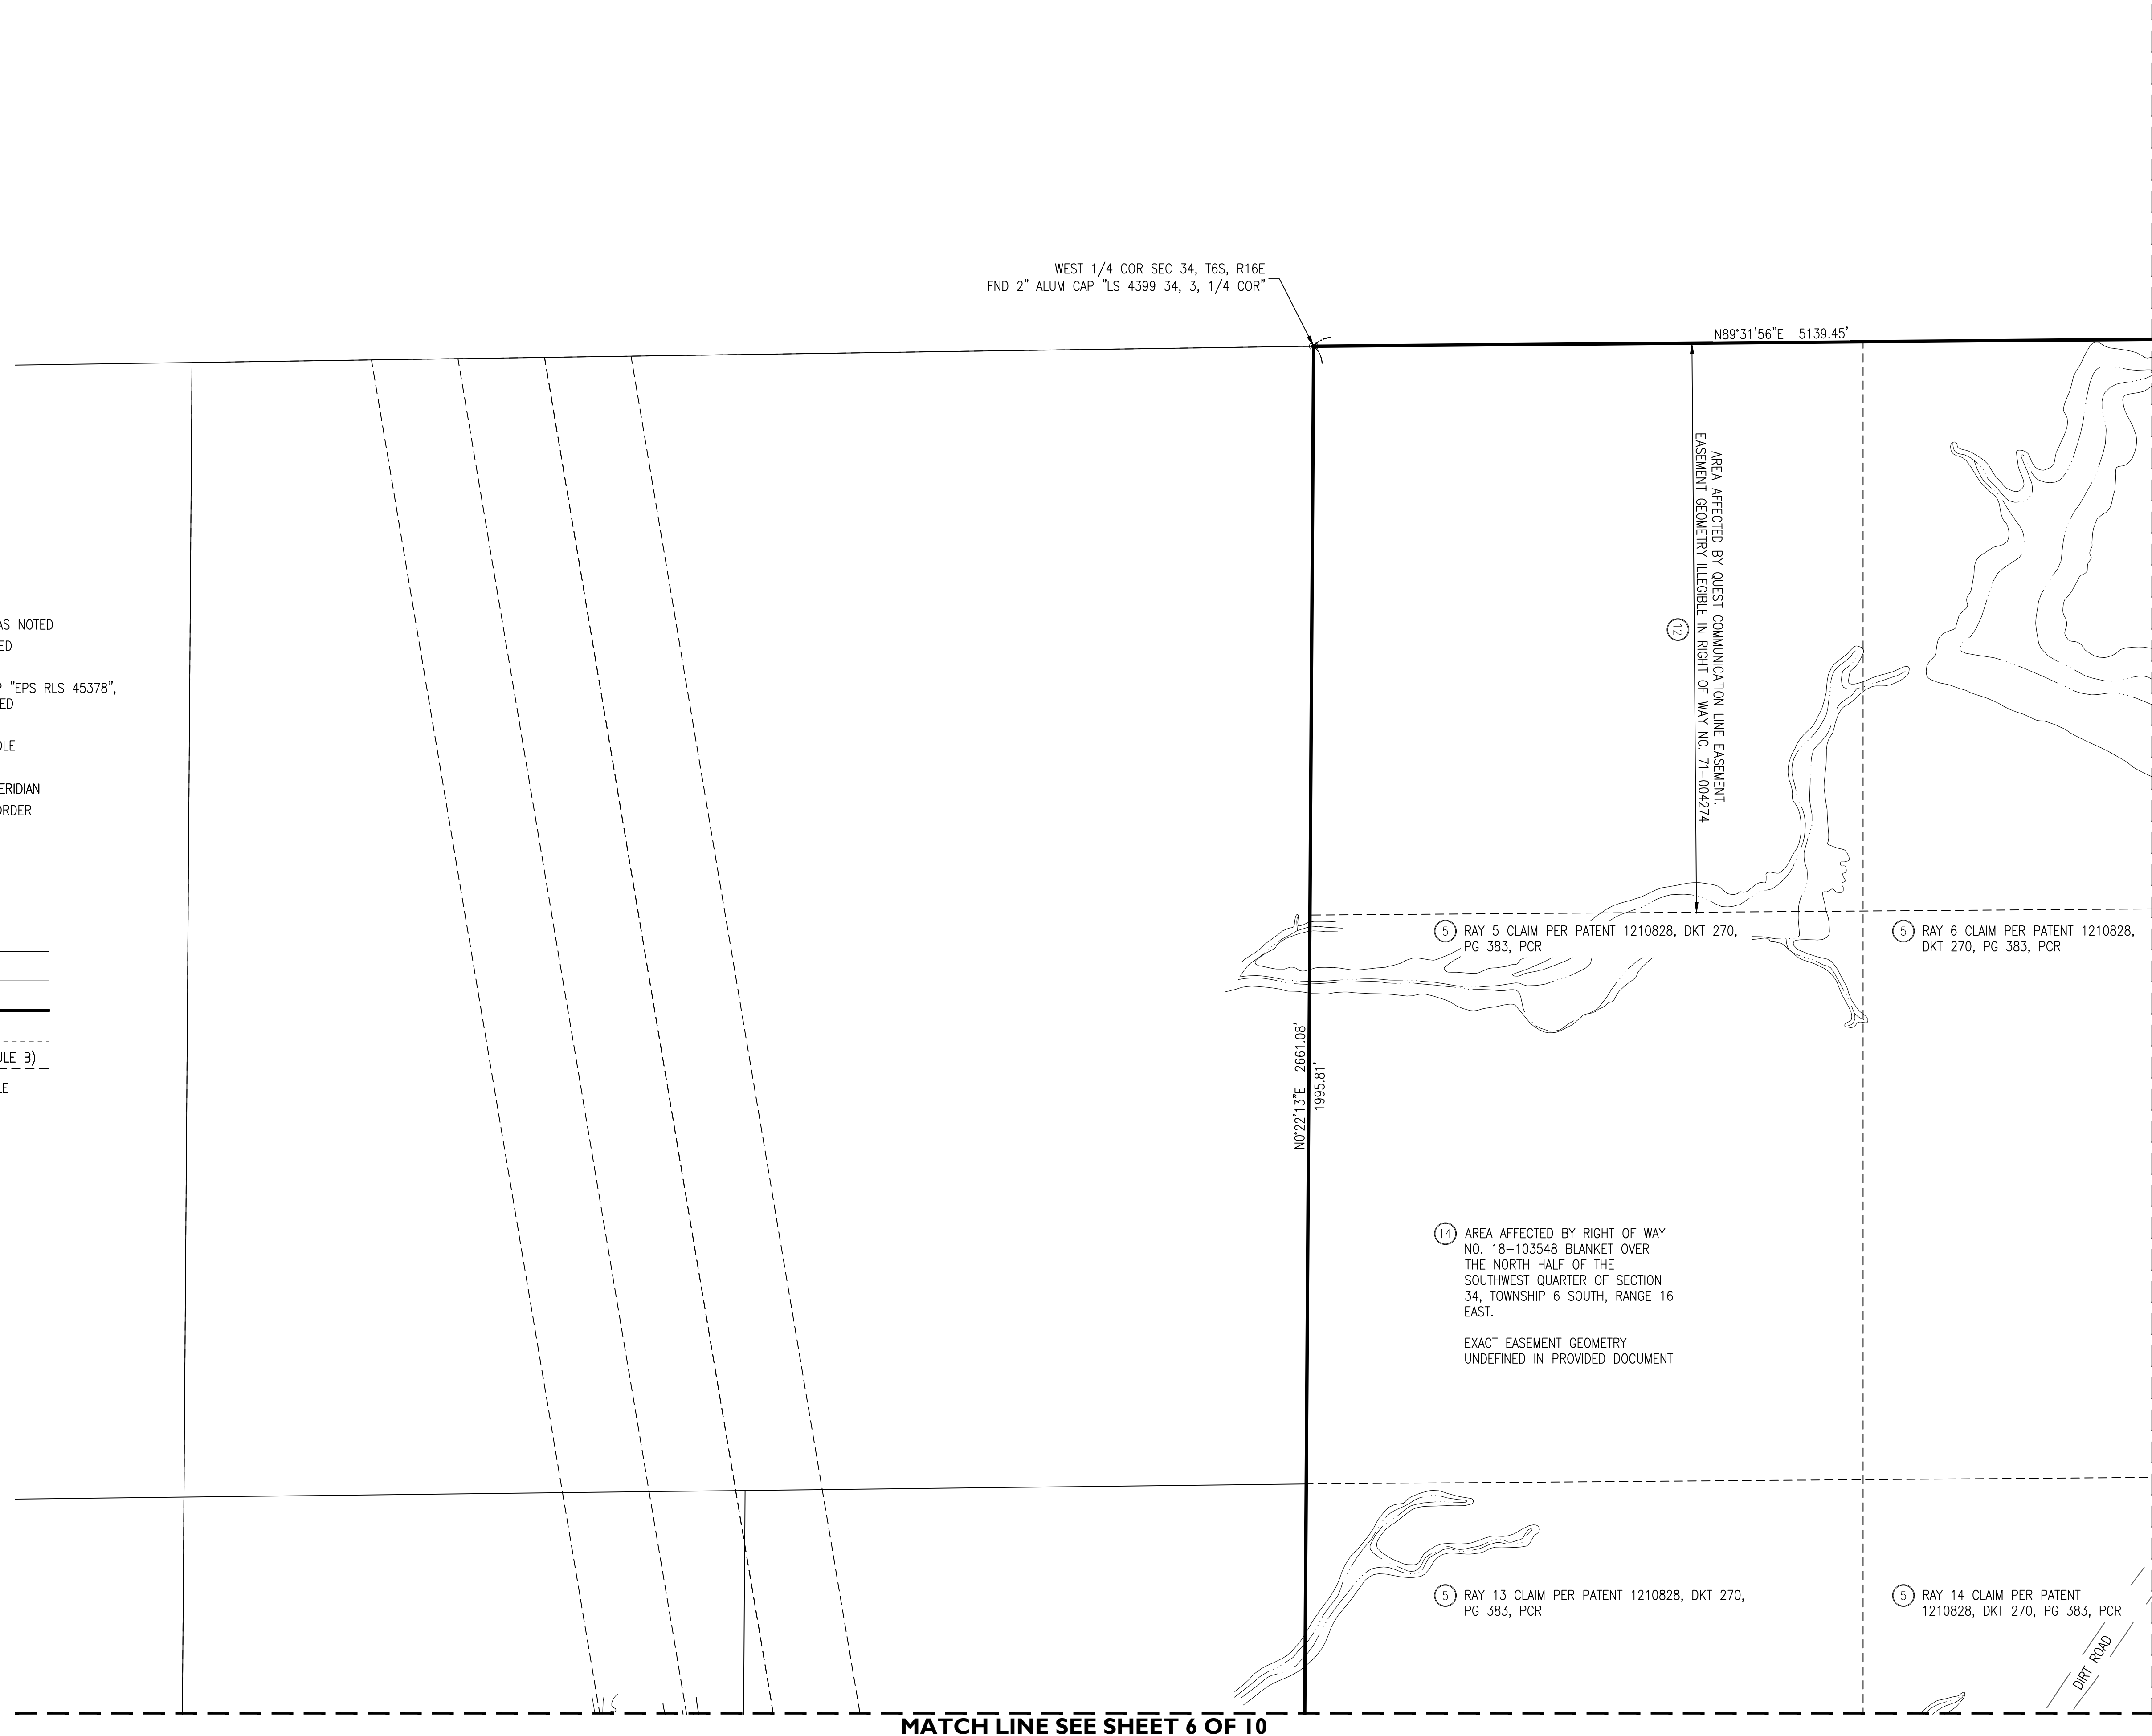 WEST 1/4 COR SEC 34, T6S, R16E
FND 2" ALUM CAP "LS 4399 34, 3, 1/4 COR"
N89°31'56"E 5139.45'
AREA AFFECTED BY QUEST COMMUNICATION LINE EASEMENT.
EASEMENT GEOMETRY ILLEGIBLE IN RIGHT OF WAY NO. 71-004274
12
AS NOTED
ED
"EPS RLS 45378",
ED
OLE
ERIDIAN
ORDER
ULE B)
LE
5 RAY 5 CLAIM PER PATENT 1210828, DKT 270,
PG 383, PCR
5 RAY 6 CLAIM PER PATENT 1210828,
DKT 270, PG 383, PCR
N0°22'13"E 2661.08'
1995.81'
14 AREA AFFECTED BY RIGHT OF WAY
NO. 18-103548 BLANKET OVER
THE NORTH HALF OF THE
SOUTHWEST QUARTER OF SECTION
34, TOWNSHIP 6 SOUTH, RANGE 16
EAST.
EXACT EASEMENT GEOMETRY
UNDEFINED IN PROVIDED DOCUMENT
5 RAY 13 CLAIM PER PATENT 1210828, DKT 270,
PG 383, PCR
5 RAY 14 CLAIM PER PATENT
1210828, DKT 270, PG 383, PCR
DIRT ROAD
MATCH LINE SEE SHEET 6 OF 10